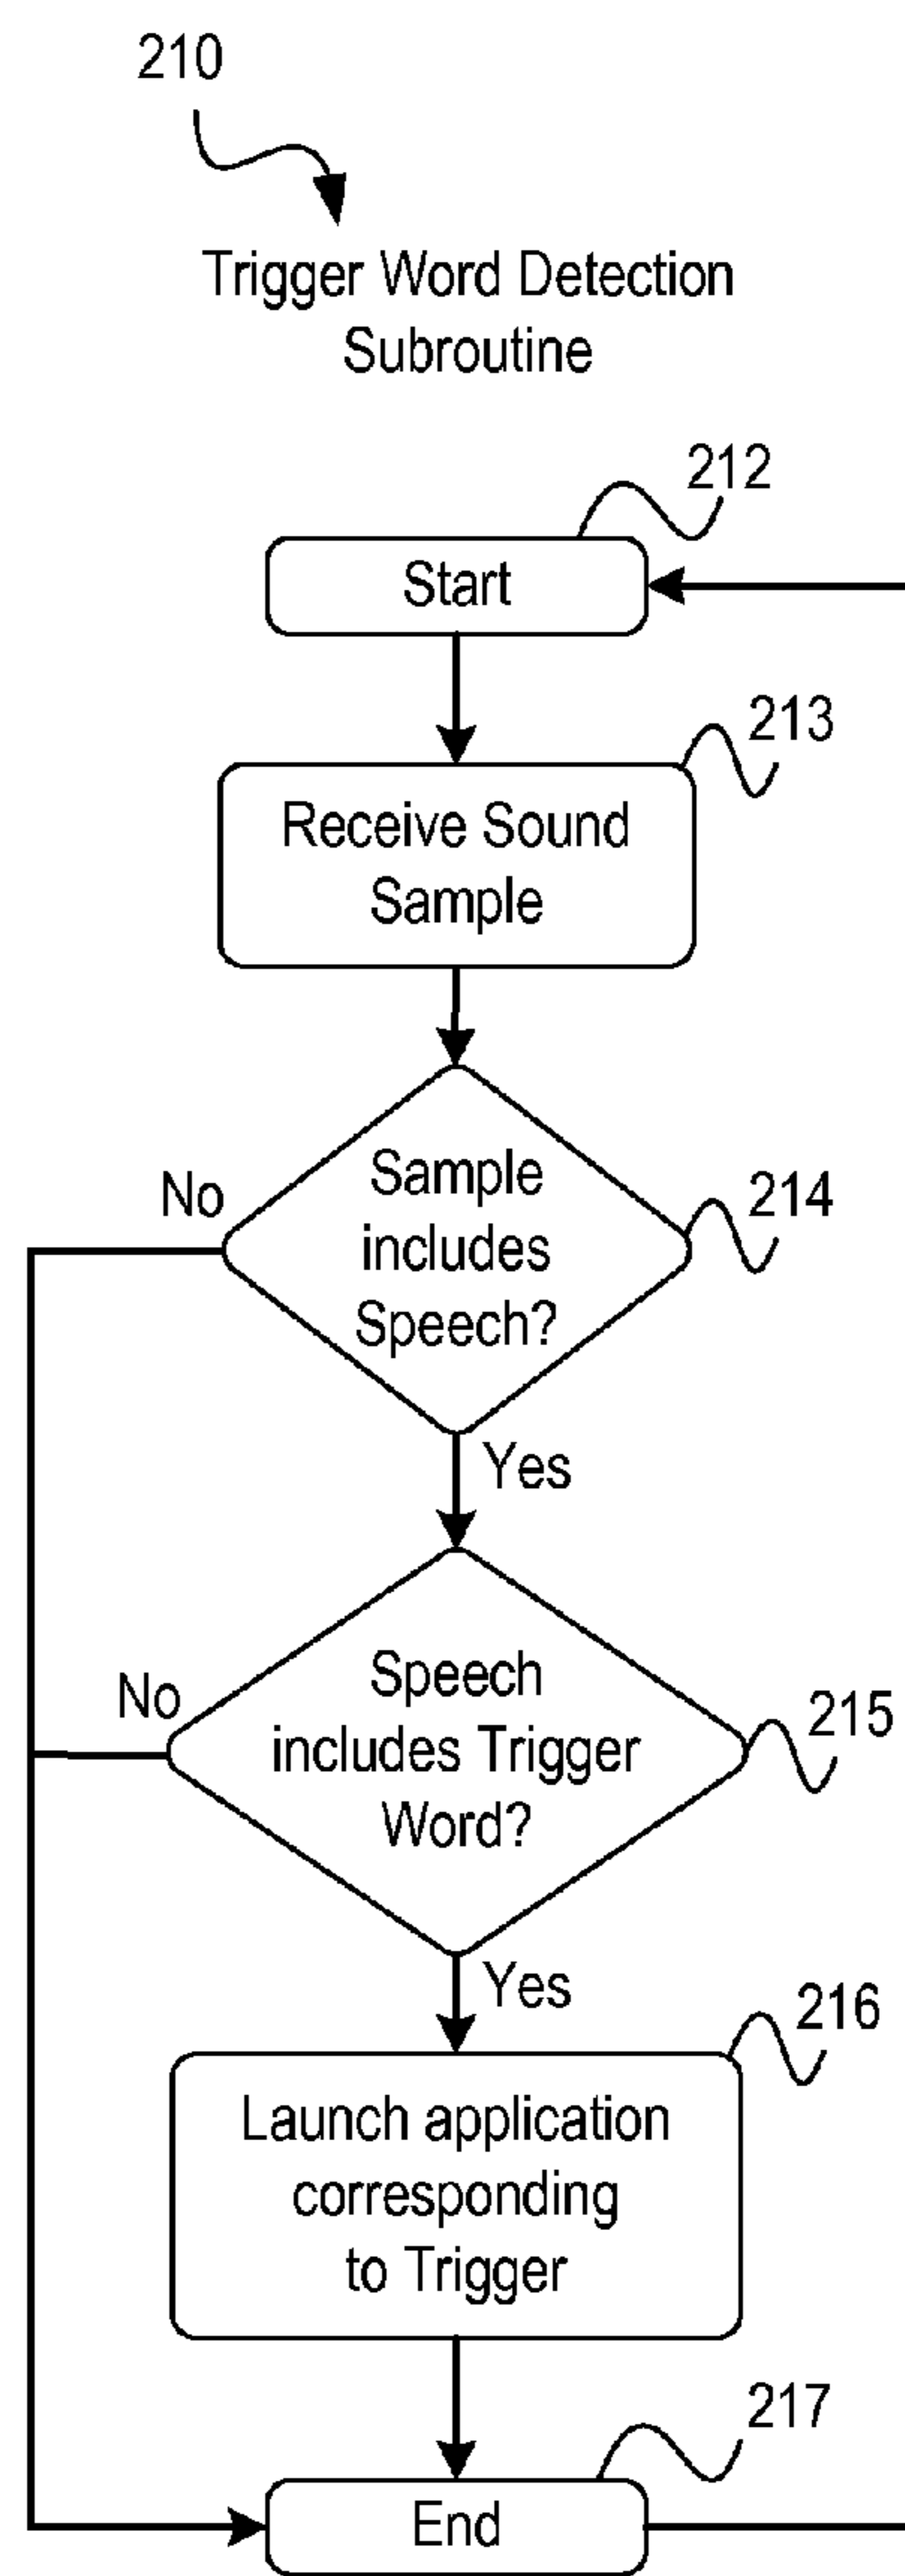 210
Trigger Word Detection
Subroutine
212
Start
213
Receive Sound
Sample
No
Sample
includes
Speech?
214
Yes
No
Speech
includes Trigger
Word?
215
Yes
216
Launch application
corresponding
to Trigger
217
End